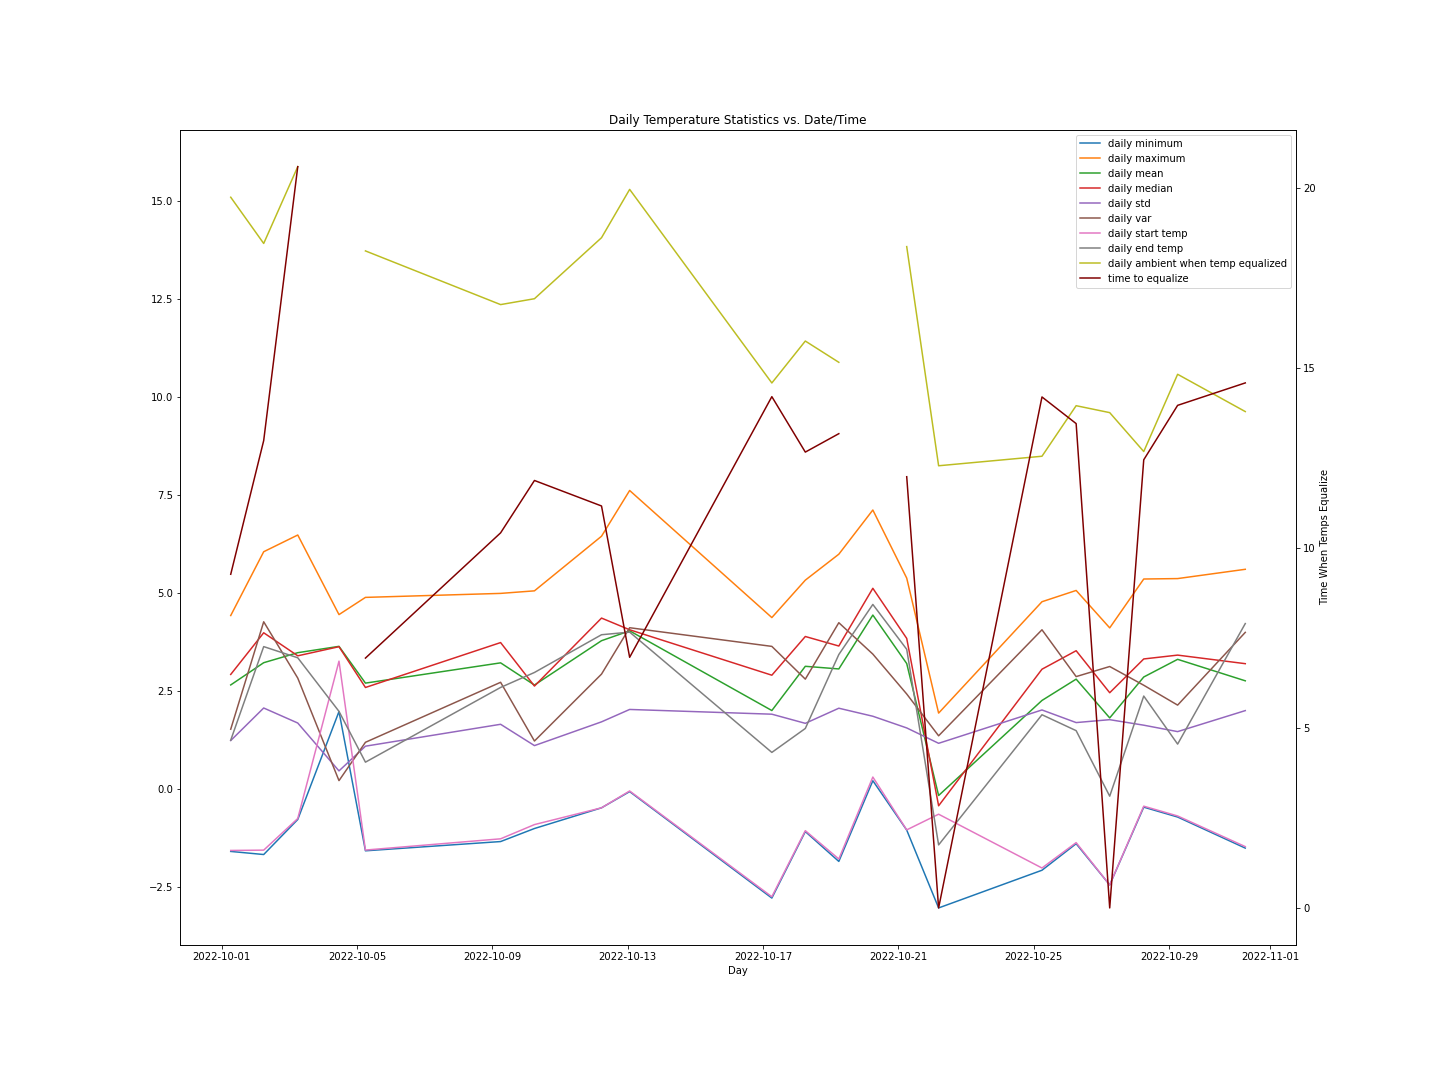 Daily Temperature Statistics vs. Date/Time
daily minimum
daily maximum
daily mean
daily median
daily std
daily var
daily start temp
daily end temp
daily ambient when temp equalized
time to equalize
15.0
12.5
10.0
7.5
5.0
2.5
0.0
−2.5
20
15
10
5
0
Time When Temps Equalize
2022-10-01
2022-10-05
2022-10-09
2022-10-13
2022-10-17
2022-10-21
2022-10-25
2022-10-29
2022-11-01
Day